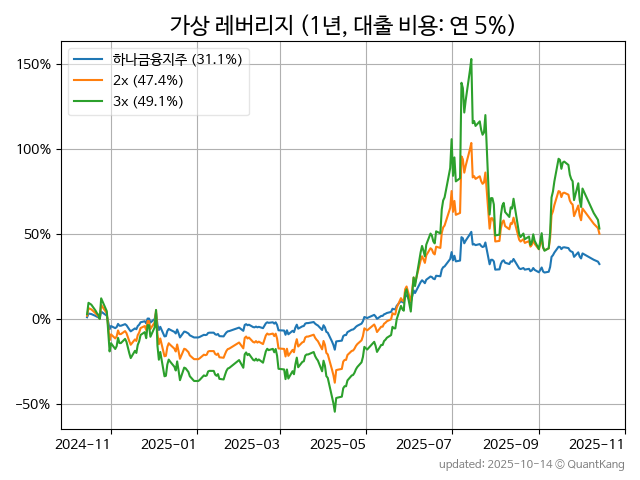 가상 레버리지 (1년, 대출 비용: 연 5%)
하나금융지주 (31.1%)
2x (47.4%)
3x (49.1%)
150%
100%
50%
0%
−50%
2024-11
2025-01
2025-03
2025-05
2025-07
2025-09
2025-11
updated: 2025-10-14 © QuantKang